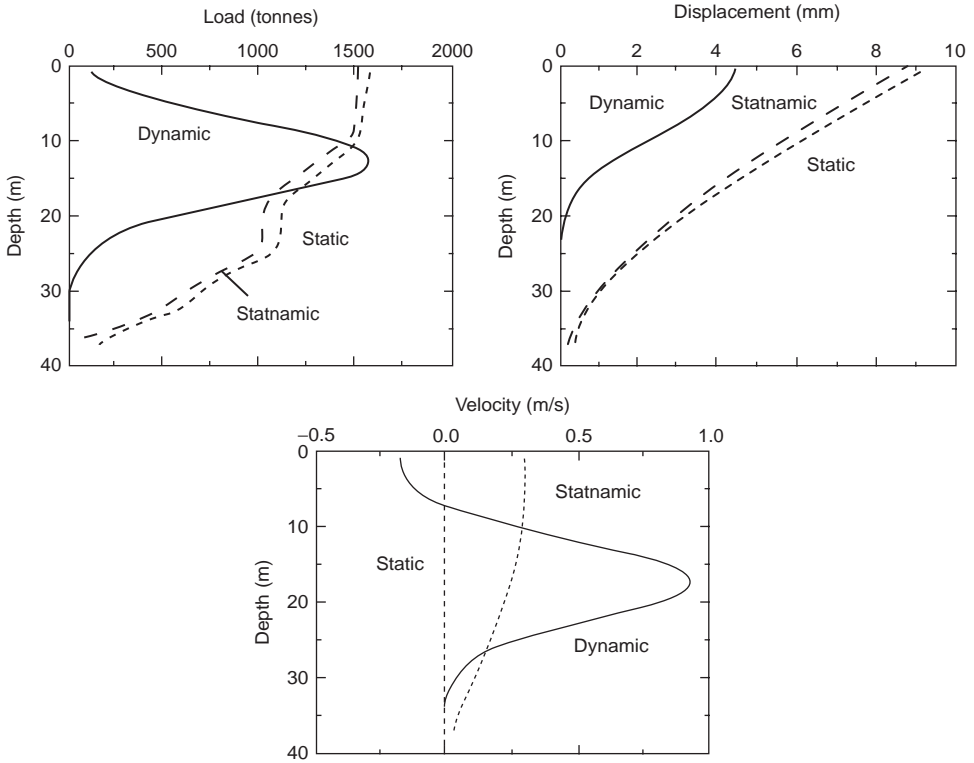 Load (tonnes)
0 500 1000 1500 2000
0
10
20
30
40
Depth (m)
Dynamic
Static
Statnamic
Displacement (mm)
0 2 4 6 8 10
0
10
20
30
40
Depth (m)
Dynamic
Statnamic
Static
Velocity (m/s)
–0.5 0.0 0.5 1.0
0
10
20
30
40
Depth (m)
Statnamic
Static
Dynamic